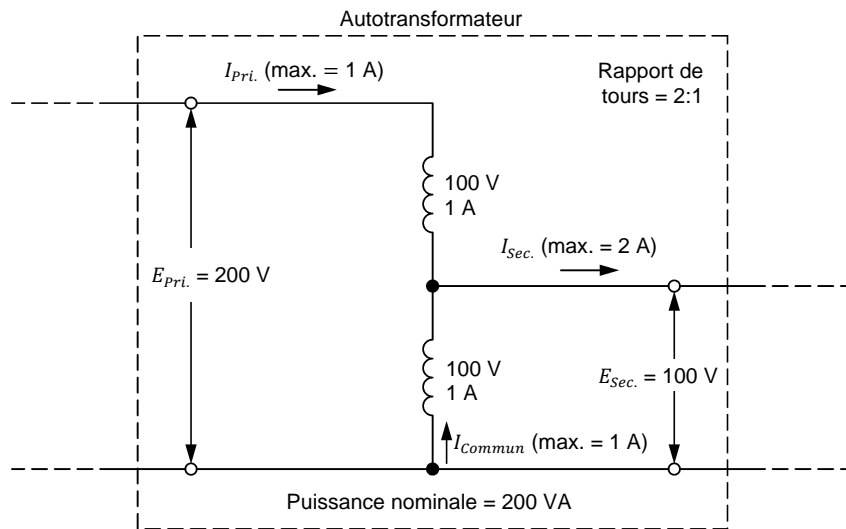 Autotransformateur
I_Pri. (max. = 1 A)
Rapport de
tours = 2:1
100 V
1 A
I_Sec. (max. = 2 A)
E_Pri. = 200 V
100 V
1 A
E_Sec. = 100 V
I_Commun (max. = 1 A)
Puissance nominale = 200 VA